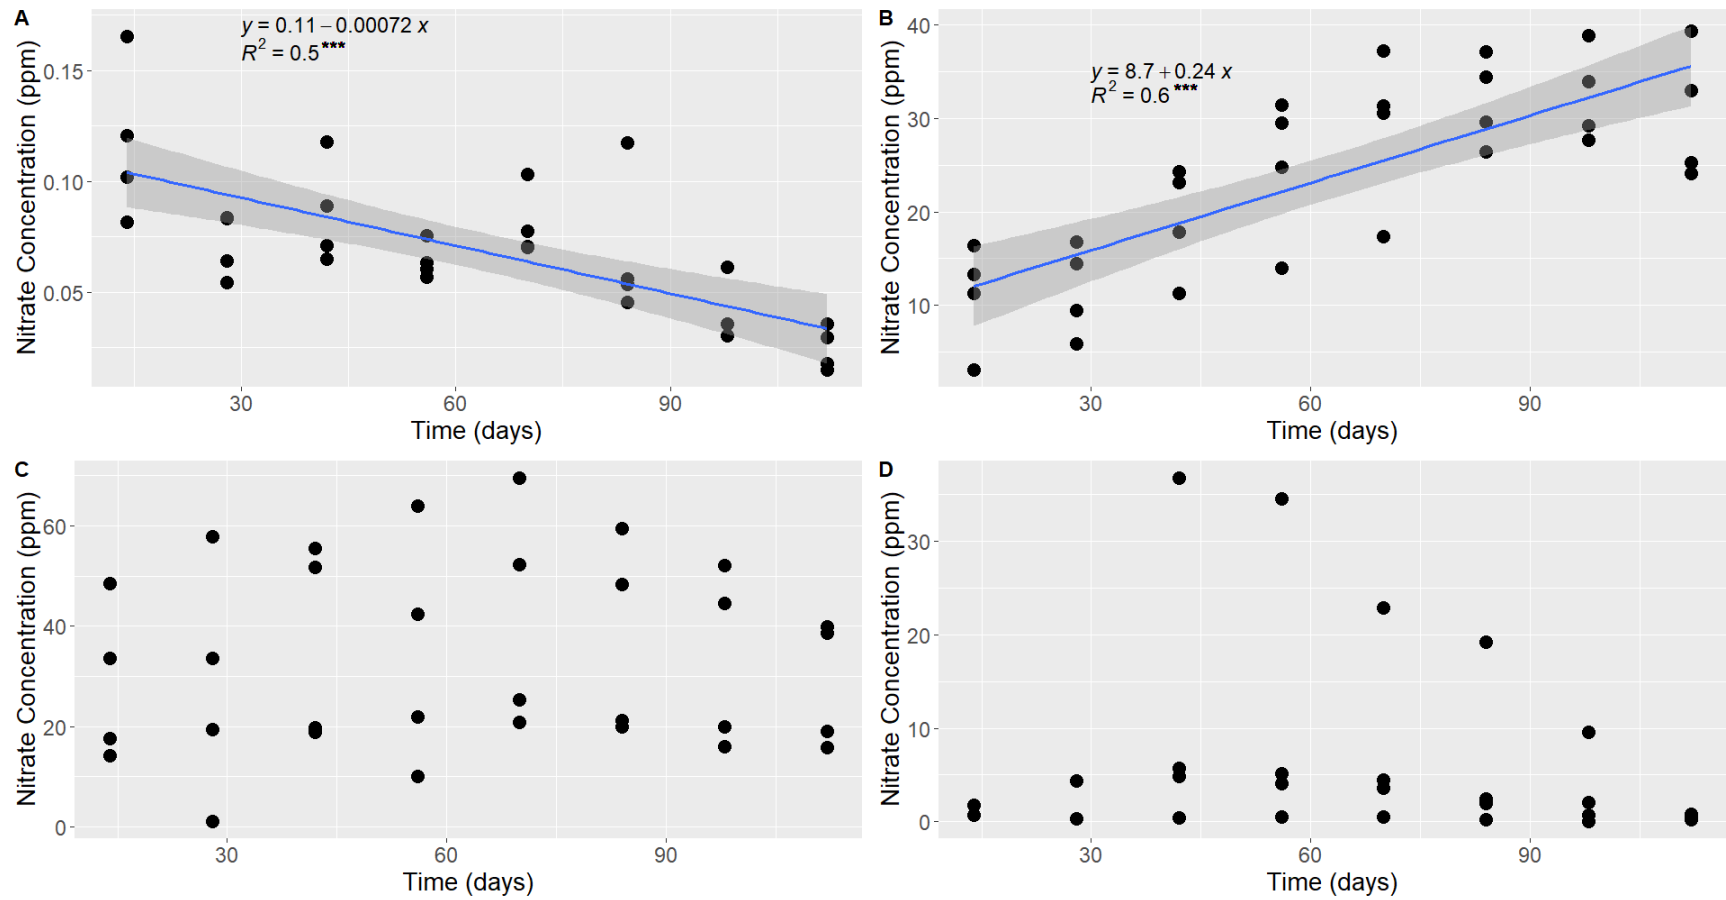 A
y = 0.11 − 0.00072 x
R² = 0.5***
0.15
0.10
0.05
Nitrate Concentration (ppm)
30 60 90
Time (days)
B
y = 8.7 + 0.24 x
R² = 0.6***
40
30
20
10
Nitrate Concentration (ppm)
30 60 90
Time (days)
C
60
40
20
0
Nitrate Concentration (ppm)
30 60 90
Time (days)
D
30
20
10
0
Nitrate Concentration (ppm)
30 60 90
Time (days)